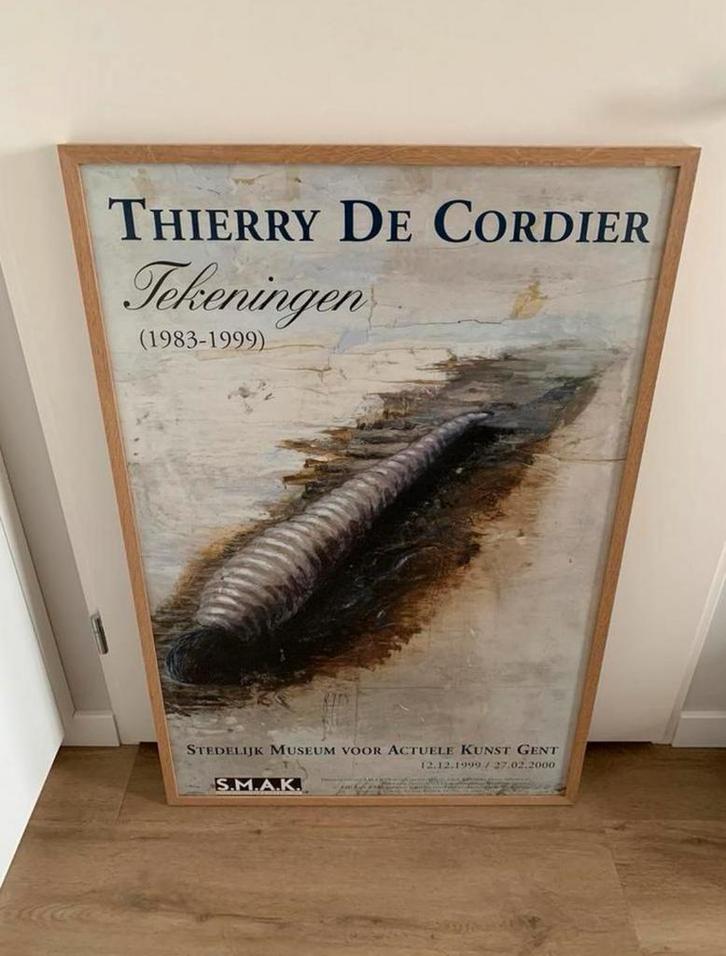 THIERRY DE CORDIER
Tekeningen
(1983-1999)
STEDELIJK MUSEUM VOOR ACTUELE KUNST GENT
12.12.1999 / 27.02.2000
S.M.A.K.